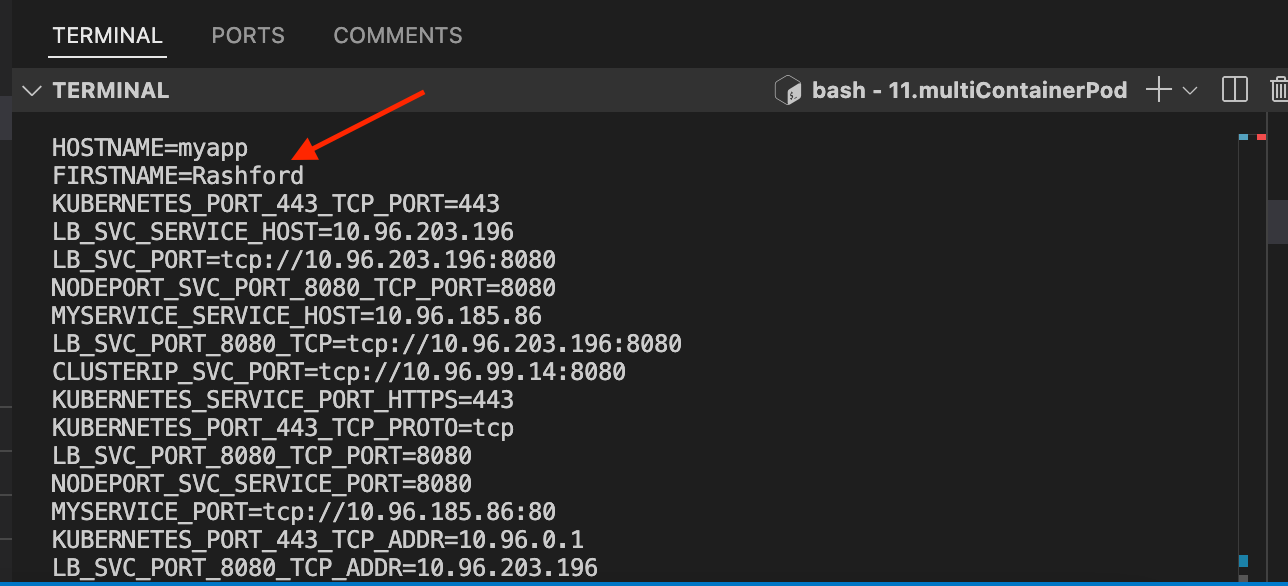 TERMINAL PORTS COMMENTS
TERMINAL bash - 11.multiContainerPod
HOSTNAME=myapp
FIRSTNAME=Rashford
KUBERNETES_PORT_443_TCP_PORT=443
LB_SVC_SERVICE_HOST=10.96.203.196
LB_SVC_PORT=tcp://10.96.203.196:8080
NODEPORT_SVC_PORT_8080_TCP_PORT=8080
MYSERVICE_SERVICE_HOST=10.96.185.86
LB_SVC_PORT_8080_TCP=tcp://10.96.203.196:8080
CLUSTERIP_SVC_PORT=tcp://10.96.99.14:8080
KUBERNETES_SERVICE_PORT_HTTPS=443
KUBERNETES_PORT_443_TCP_PROTO=tcp
LB_SVC_PORT_8080_TCP_PORT=8080
NODEPORT_SVC_SERVICE_PORT=8080
MYSERVICE_PORT=tcp://10.96.185.86:80
KUBERNETES_PORT_443_TCP_ADDR=10.96.0.1
LB_SVC_PORT_8080_TCP_ADDR=10.96.203.196